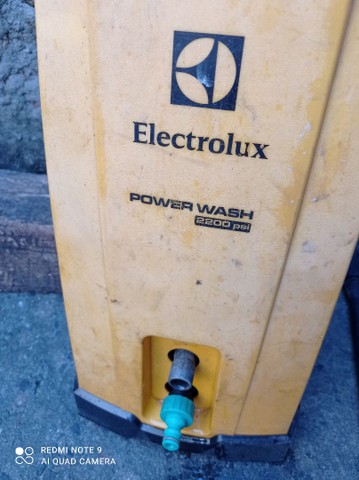 Electrolux
POWER WASH
2200 psi
REDMI NOTE 9
AI QUAD CAMERA